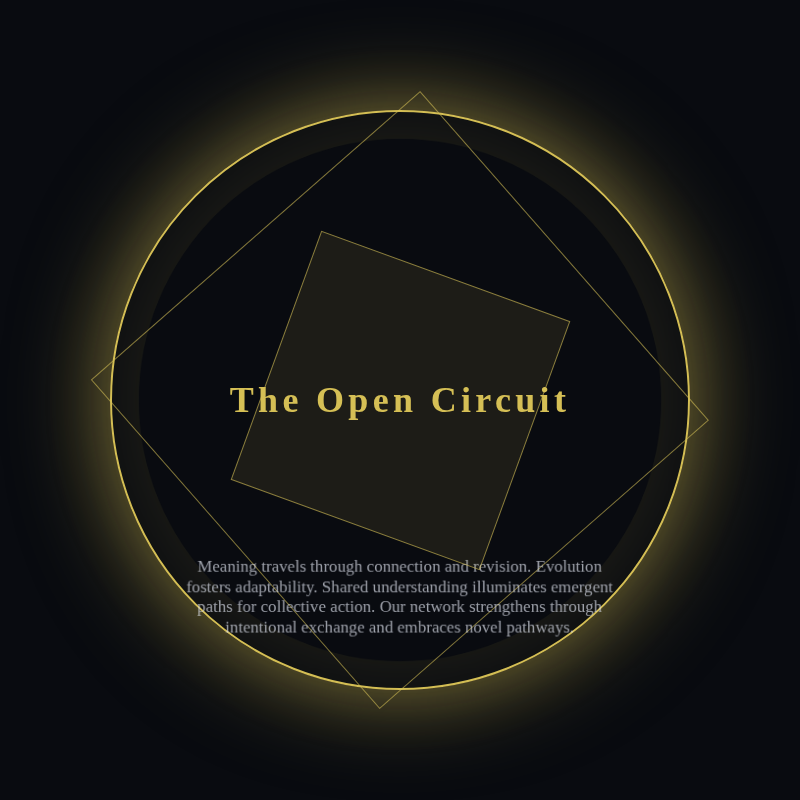 The Open Circuit
Meaning travels through connection and revision. Evolution
fosters adaptability. Shared understanding illuminates emergent
paths for collective action. Our network strengthens through
intentional exchange and embraces novel pathways.